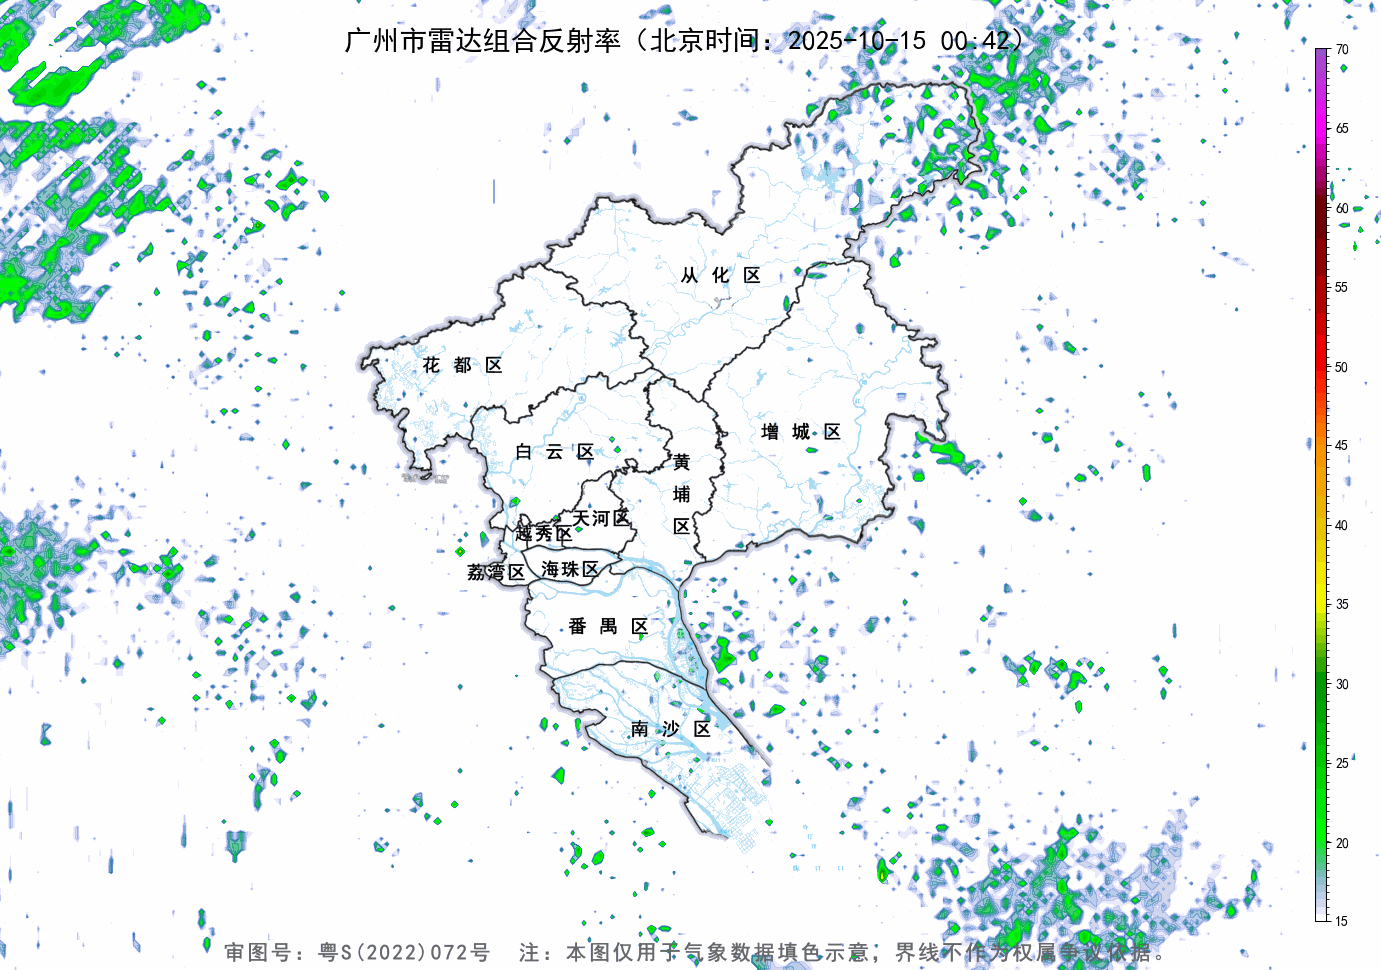 广州市雷达组合反射率（北京时间：2025-10-15 00:42）
70
65
60
55
50
45
40
35
30
25
20
15
从化区
花都区
增城区
白云区
黄埔区
天河区
越秀区
海珠区
荔湾区
番禺区
南沙区
审图号：粤S(2022)072号 注：本图仅用于气象数据填色示意，界线不作为权属争议依据。